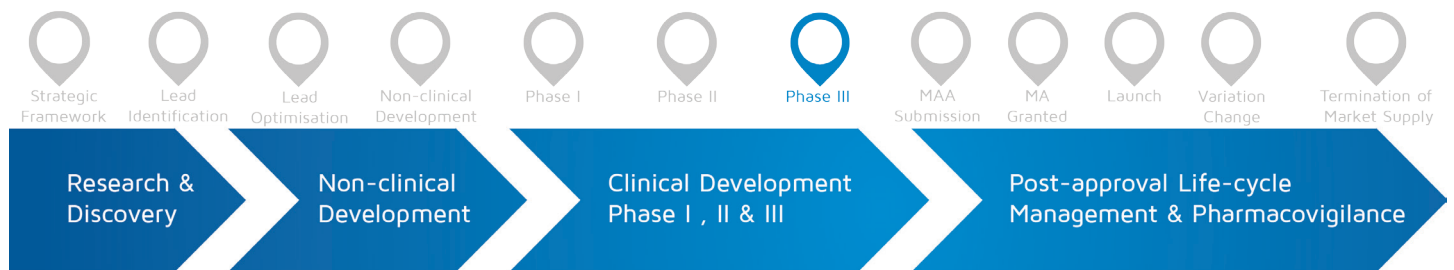 Strategic
Framework
Lead
Identification
Lead
Optimisation
Non-clinical
Development
Phase I
Phase II
Phase III
MAA
Submission
MA
Granted
Launch
Variation
Change
Termination of
Market Supply
Research &
Discovery
Non-clinical
Development
Clinical Development
Phase I , II & III
Post-approval Life-cycle
Management & Pharmacovigilance